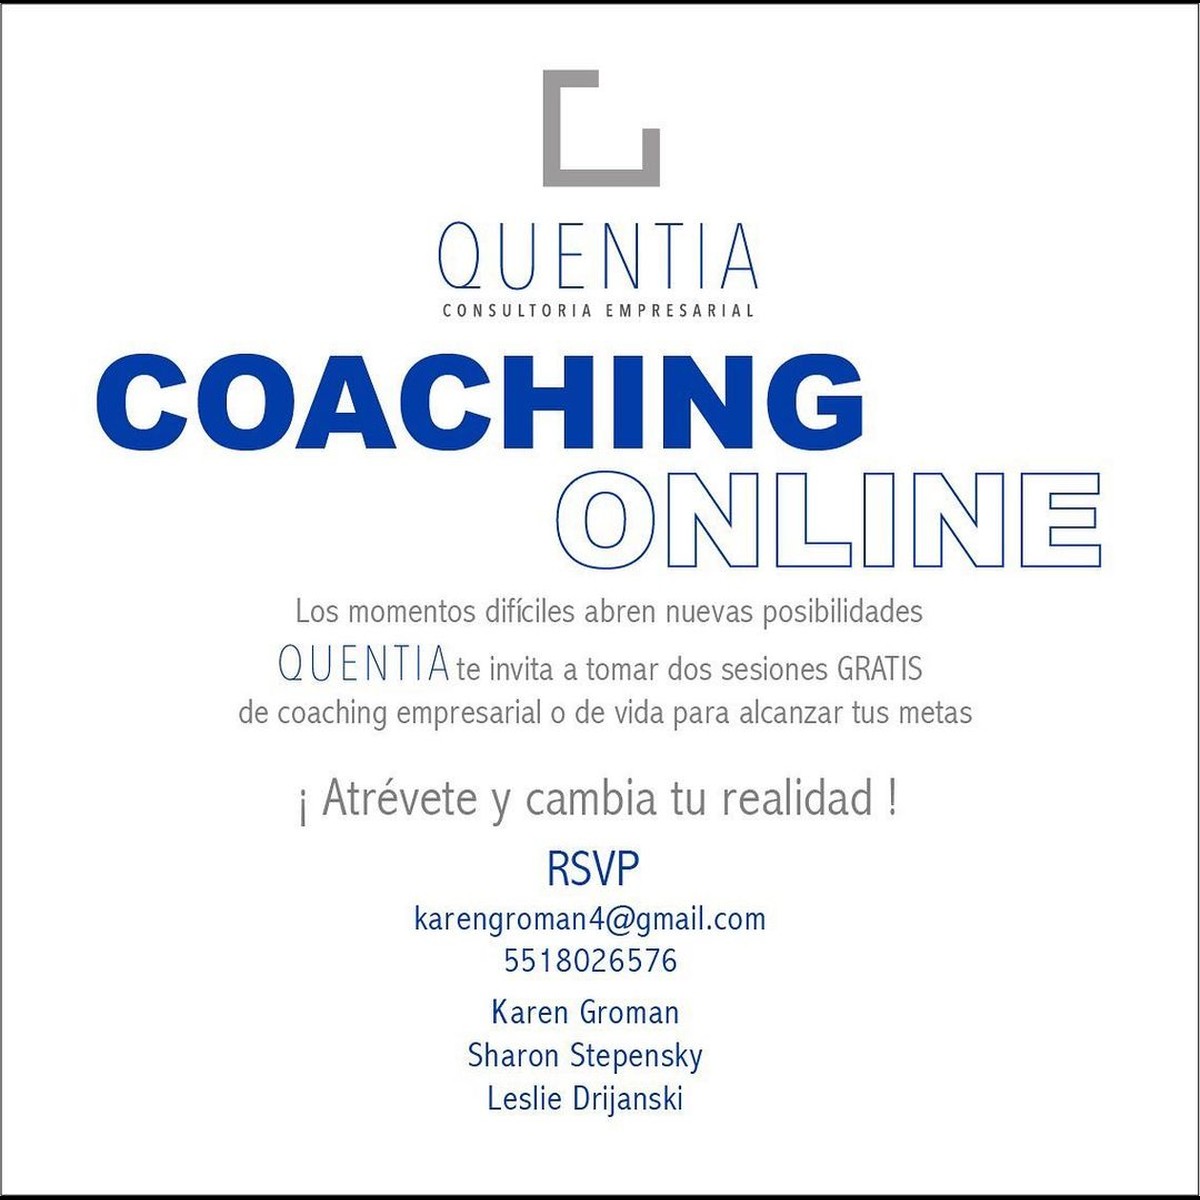 QUENTIA
CONSULTORIA EMPRESARIAL
COACHING
ONLINE
Los momentos difíciles abren nuevas posibilidades
QUENTIA te invita a tomar dos sesiones GRATIS
de coaching empresarial o de vida para alcanzar tus metas
¡ Atrévete y cambia tu realidad !
RSVP
karengroman4@gmail.com
5518026576
Karen Groman
Sharon Stepensky
Leslie Drijanski